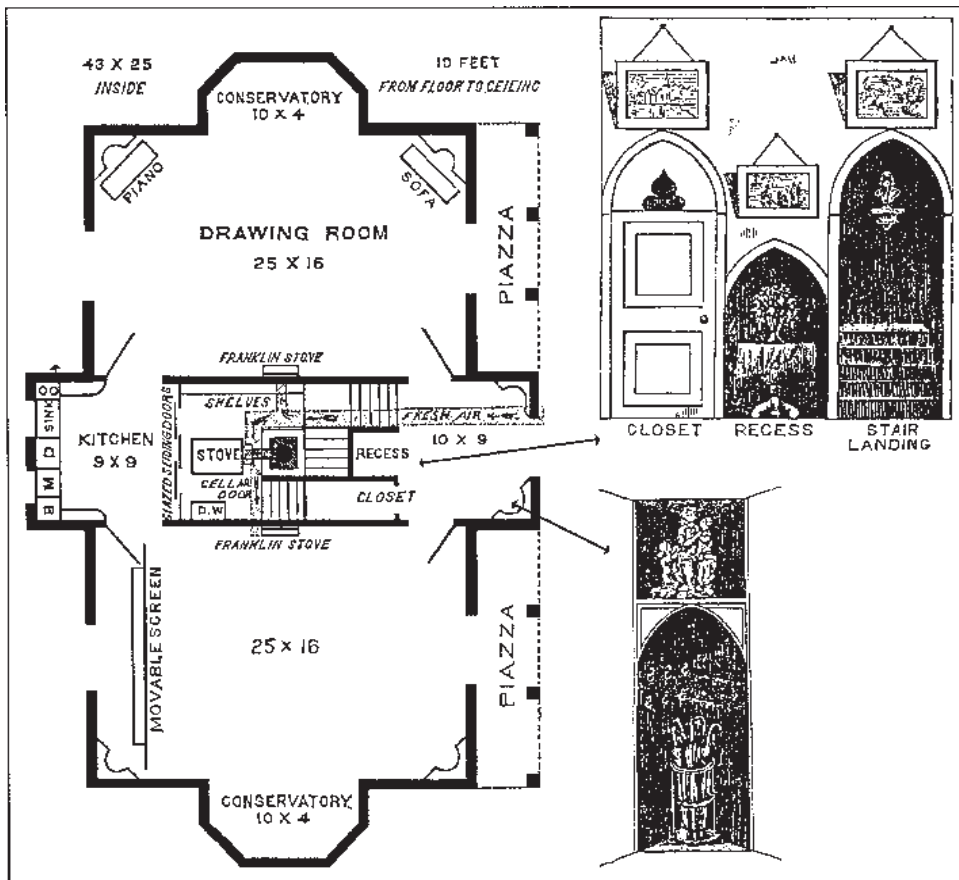 43 X 25
INSIDE
10 FEET
FROM FLOOR TO CEILING
CONSERVATORY
10 X 4
PIANO
SOFA
DRAWING ROOM
25 X 16
PIAZZA
FRANKLIN STOVE
SHELVES
FRESH AIR
SINK
KITCHEN
9 X 9
GLAZED SLIDING DOORS
STOVE
10 X 9
RECESS
D
M
B
CELLAR
DOOR
CLOSET
D.W
FRANKLIN STOVE
MOVABLE SCREEN
25 X 16
PIAZZA
CONSERVATORY
10 X 4
CLOSET RECESS STAIR
LANDING